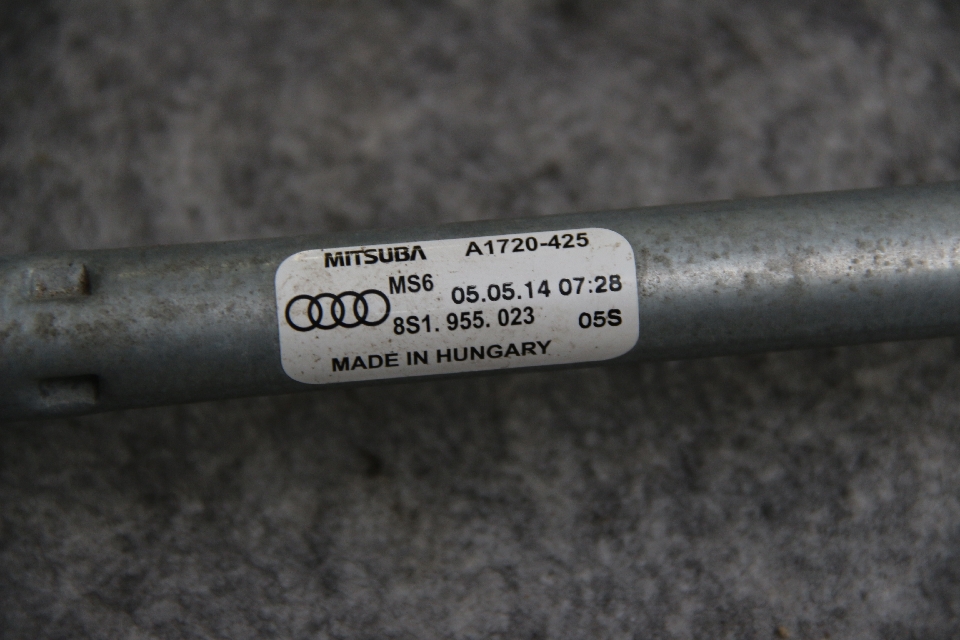 MITSUBA A1720-425
MS6 05.05.14 07:28
8S1. 955. 023 05S
MADE IN HUNGARY